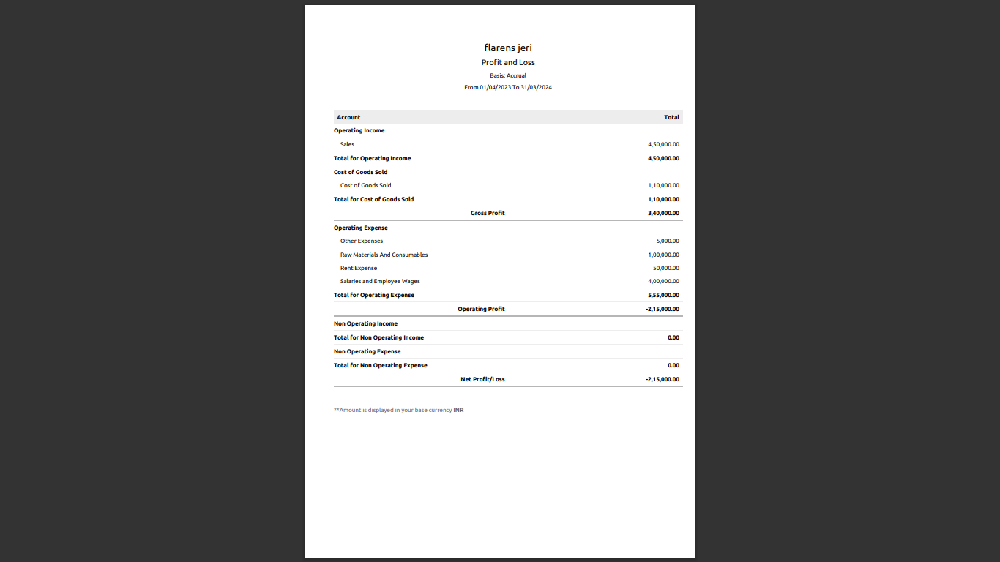 flarens jeri
Profit and Loss
Basis: Accrual
From 01/04/2023 To 31/03/2024
Account Total
Operating Income
Sales 4,50,000.00
Total for Operating Income 4,50,000.00
Cost of Goods Sold
Cost of Goods Sold 1,10,000.00
Total for Cost of Goods Sold 1,10,000.00
Gross Profit 3,40,000.00
Operating Expense
Other Expenses 5,000.00
Raw Materials And Consumables 1,00,000.00
Rent Expense 50,000.00
Salaries and Employee Wages 4,00,000.00
Total for Operating Expense 5,55,000.00
Operating Profit -2,15,000.00
Non Operating Income
Total for Non Operating Income 0.00
Non Operating Expense
Total for Non Operating Expense 0.00
Net Profit/Loss -2,15,000.00
**Amount is displayed in your base currency INR